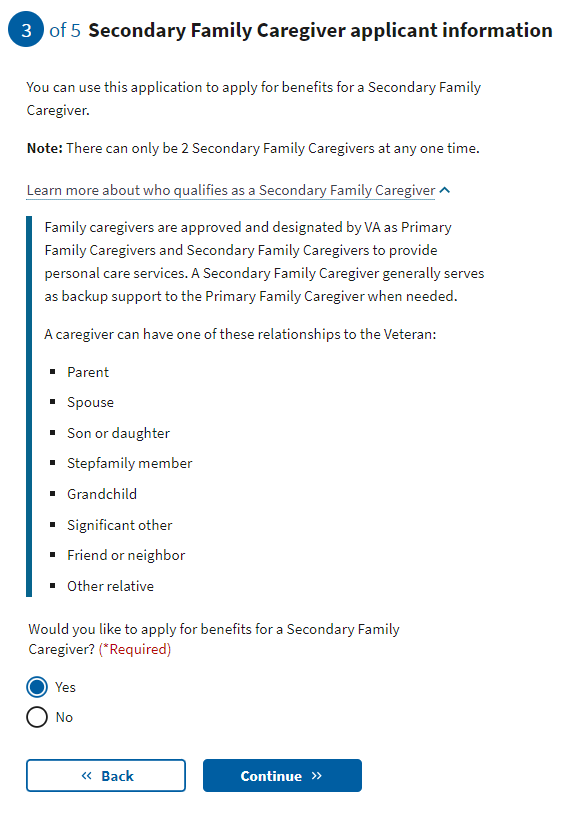 3 of 5 Secondary Family Caregiver applicant information
You can use this application to apply for benefits for a Secondary Family
Caregiver.
Note: There can only be 2 Secondary Family Caregivers at any one time.
Learn more about who qualifies as a Secondary Family Caregiver
Family caregivers are approved and designated by VA as Primary
Family Caregivers and Secondary Family Caregivers to provide
personal care services. A Secondary Family Caregiver generally serves
as backup support to the Primary Family Caregiver when needed.
A caregiver can have one of these relationships to the Veteran:
▪ Parent
▪ Spouse
▪ Son or daughter
▪ Stepfamily member
▪ Grandchild
▪ Significant other
▪ Friend or neighbor
▪ Other relative
Would you like to apply for benefits for a Secondary Family
Caregiver? (*Required)
Yes
No
« Back
Continue »